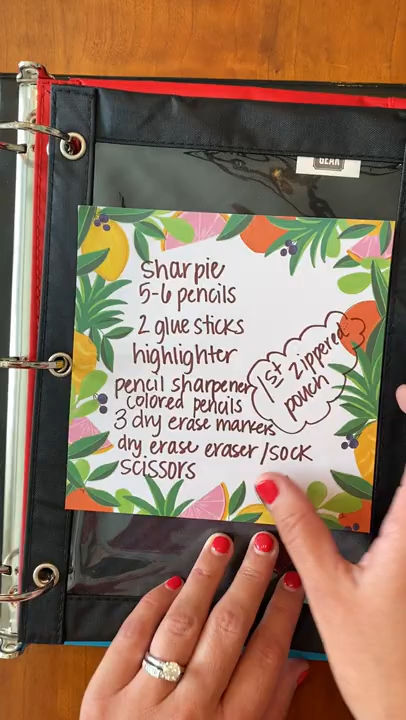 GEAR
sharpie
5-6 pencils
2 glue sticks
highlighter
pencil sharpener
colored pencils
3 dry erase markers
dry erase eraser/sock
scissors
1st zippered
pouch